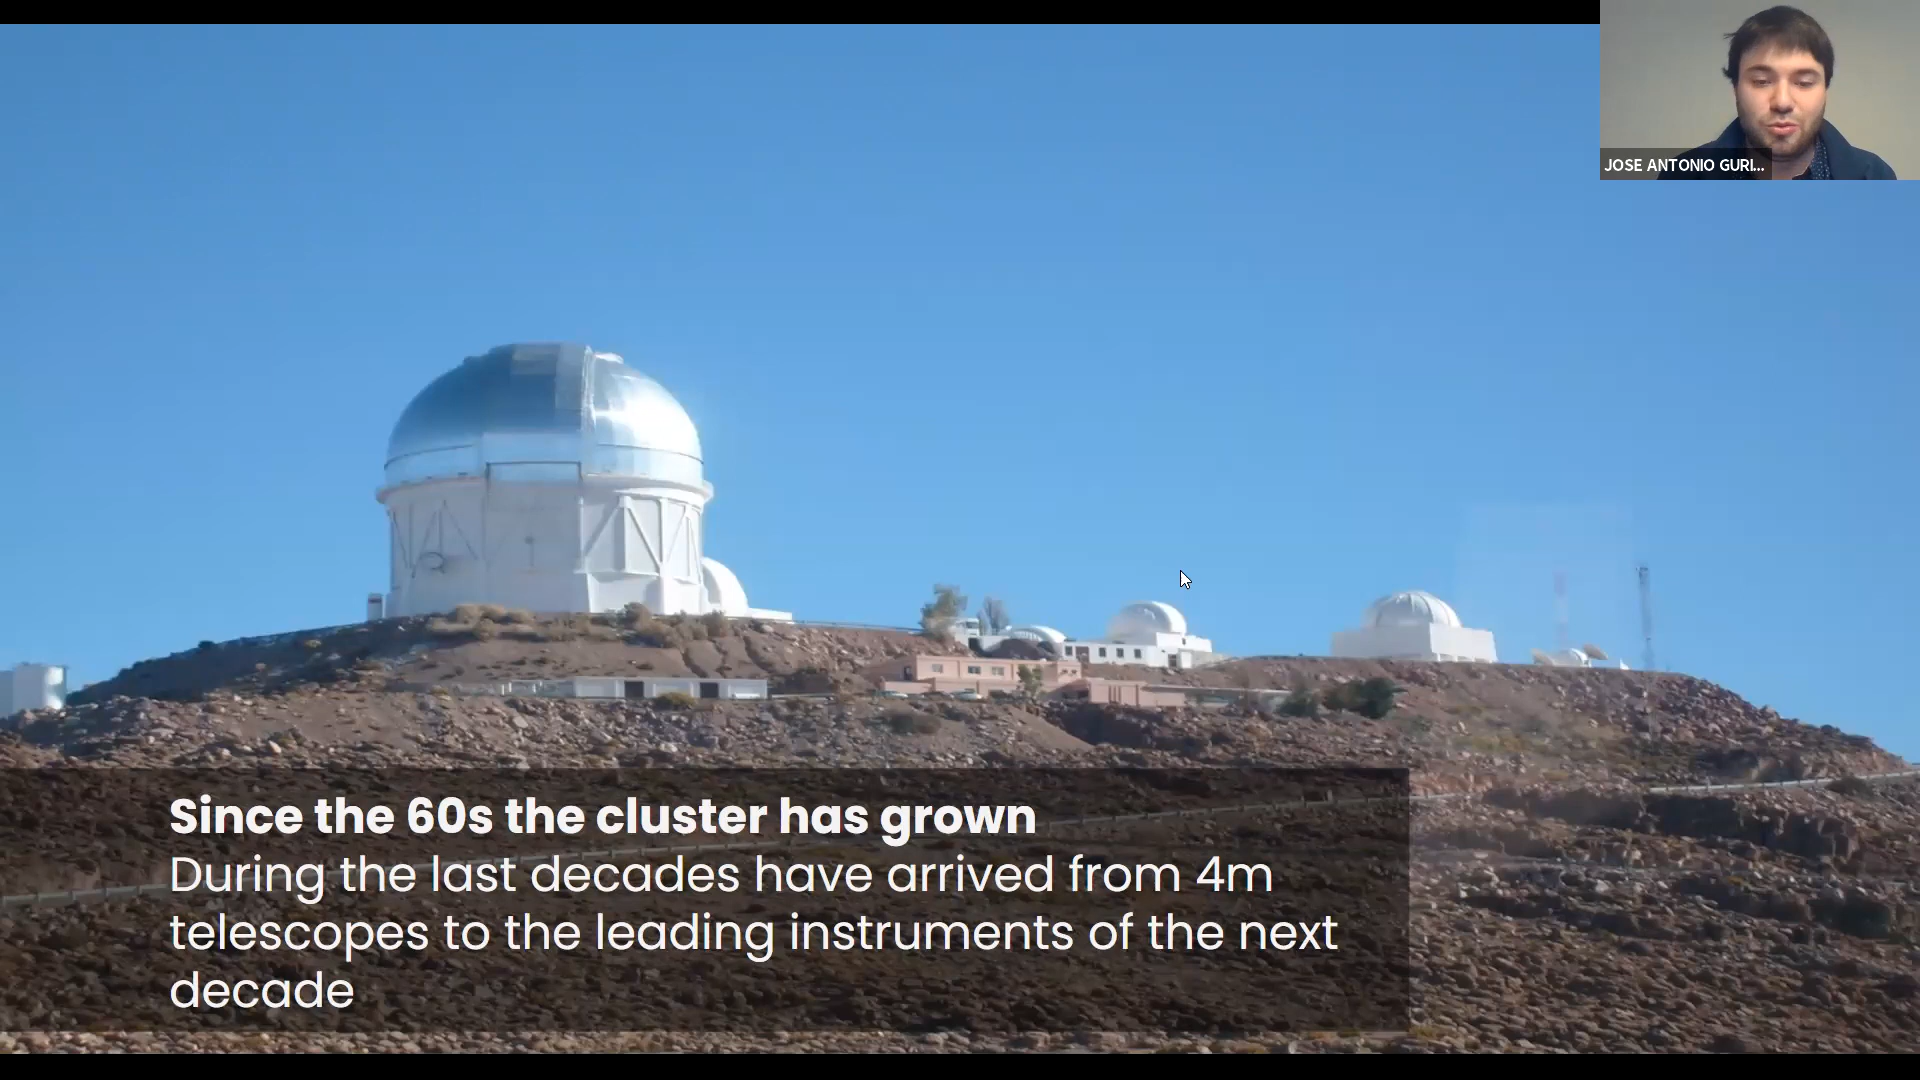 JOSE ANTONIO GURI...
Since the 60s the cluster has grown
During the last decades have arrived from 4m
telescopes to the leading instruments of the next
decade